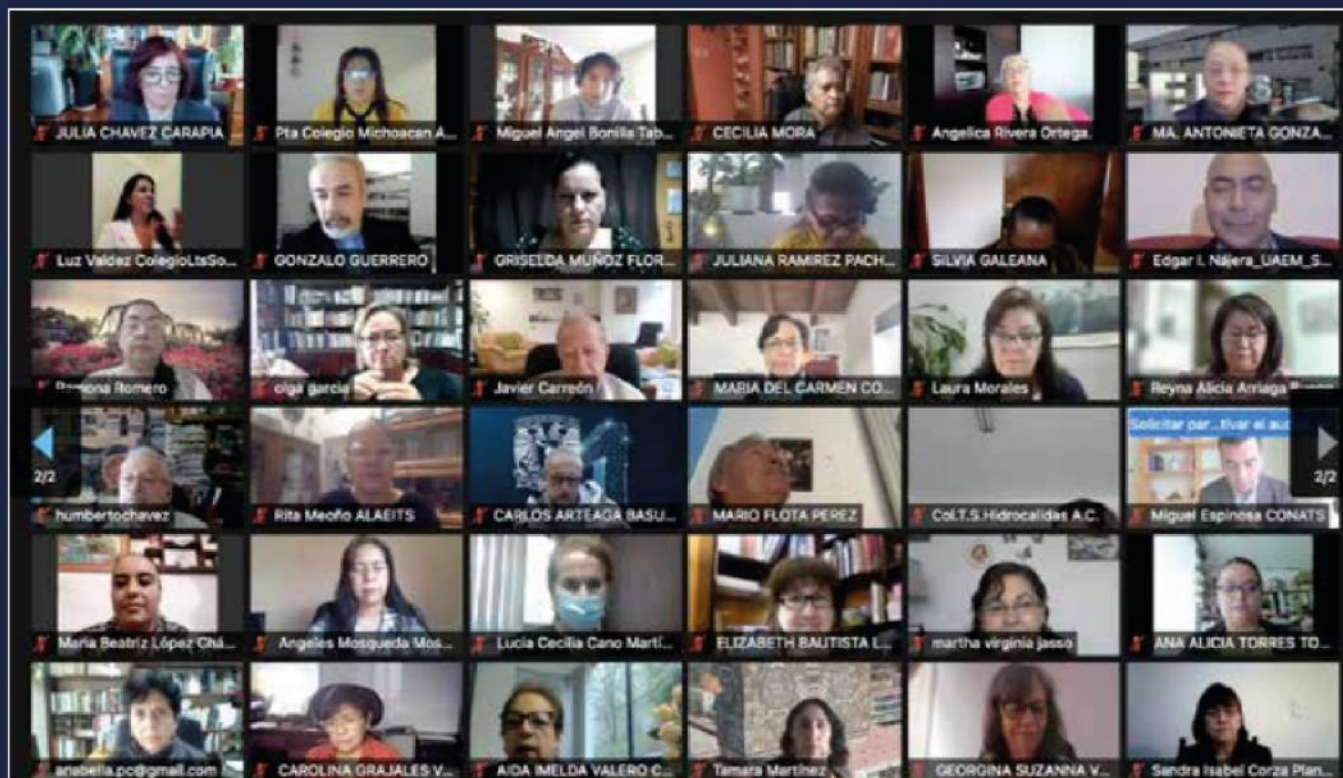 JULIA CHAVEZ CARAPIA
Pta Colegio Michoacan A...
Miguel Angel Bonilla Tab...
CECILIA MORA
Angelica Rivera Ortega
MA. ANTONIETA GONZA...
Luz Valdez ColegioLtsSo...
GONZALO GUERRERO
GRISELDA MUÑOZ FLOR...
JULIANA RAMIREZ PACH...
SILVIA GALEANA
Edgar I. Nájera_UAEM_S...
Ramona Romero
olga garcia
Javier Carreón
MARIA DEL CARMEN CO...
Laura Morales
Reyna Alicia Arriaga
Solicitar par...tivar el au
2/2
2/2
humbertochavez
Rita Meoño ALAEITS
CARLOS ARTEAGA BASU...
MARIO FLOTA PEREZ
Col.T.S.Hidrocalidas A.C.
Miguel Espinosa CONATS
María Beatriz López Chá...
Angeles Mosqueda Mos...
Lucia Cecilia Cano Martí...
ELIZABETH BAUTISTA L...
martha virginia jasso
ANA ALICIA TORRES TO...
anabella.pc@gmail.com
CAROLINA GRAJALES V...
AIDA IMELDA VALERO C...
Tamara Martínez
GEORGINA SUZANNA V...
Sandra Isabel Corza Plan...